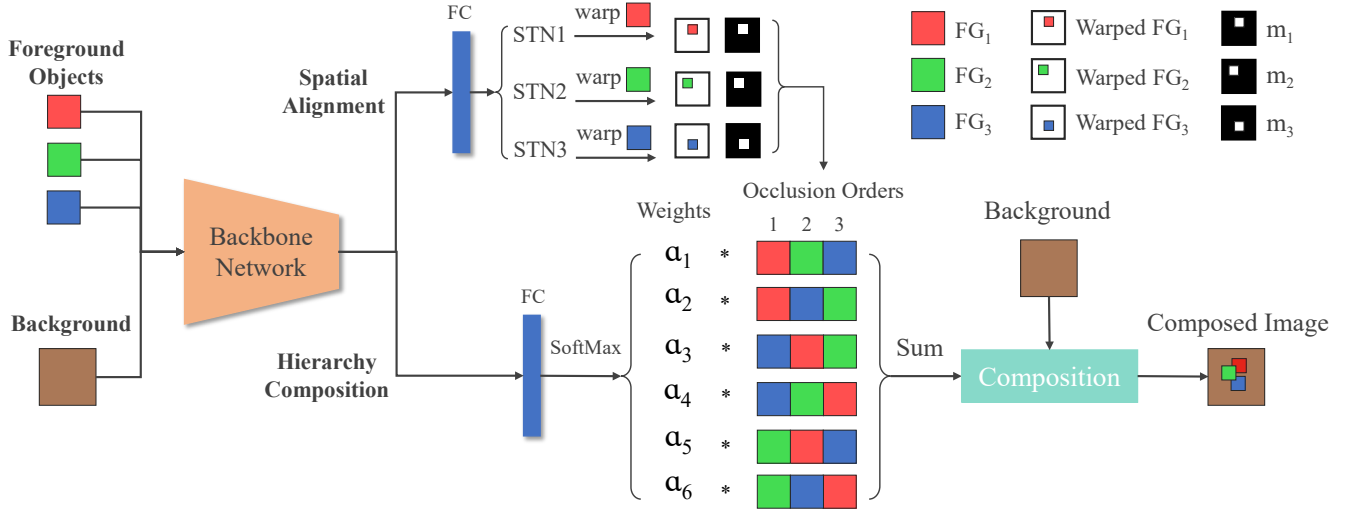 Foreground
Objects
Background
Backbone
Network
Spatial
Alignment
Hierarchy
Composition
FC
STN1
STN2
STN3
warp
warp
warp
FG₁
FG₂
FG₃
Warped FG₁
Warped FG₂
Warped FG₃
m₁
m₂
m₃
FC
SoftMax
Weights
Occlusion Orders
1 2 3
α₁ *
α₂ *
α₃ *
α₄ *
α₅ *
α₆ *
Sum
Background
Composition
Composed Image